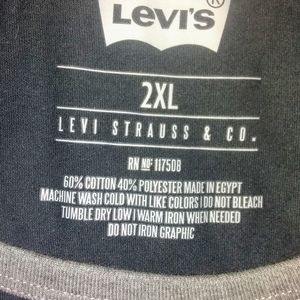 Levi's ®
2XL
LEVI STRAUSS & CO.
RN Nº: 117508
60% COTTON 40% POLYESTER MADE IN EGYPT
MACHINE WASH COLD WITH LIKE COLORS | DO NOT BLEACH
TUMBLE DRY LOW | WARM IRON WHEN NEEDED
DO NOT IRON GRAPHIC